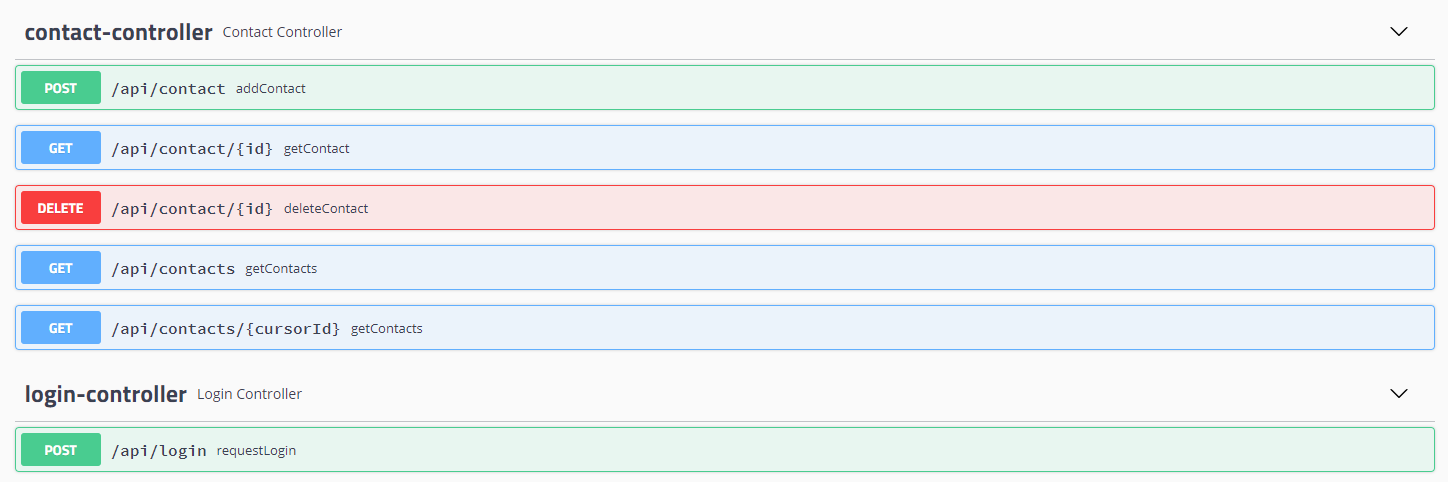 contact-controller Contact Controller
POST /api/contact addContact
GET /api/contact/{id} getContact
DELETE /api/contact/{id} deleteContact
GET /api/contacts getContacts
GET /api/contacts/{cursorId} getContacts
login-controller Login Controller
POST /api/login requestLogin